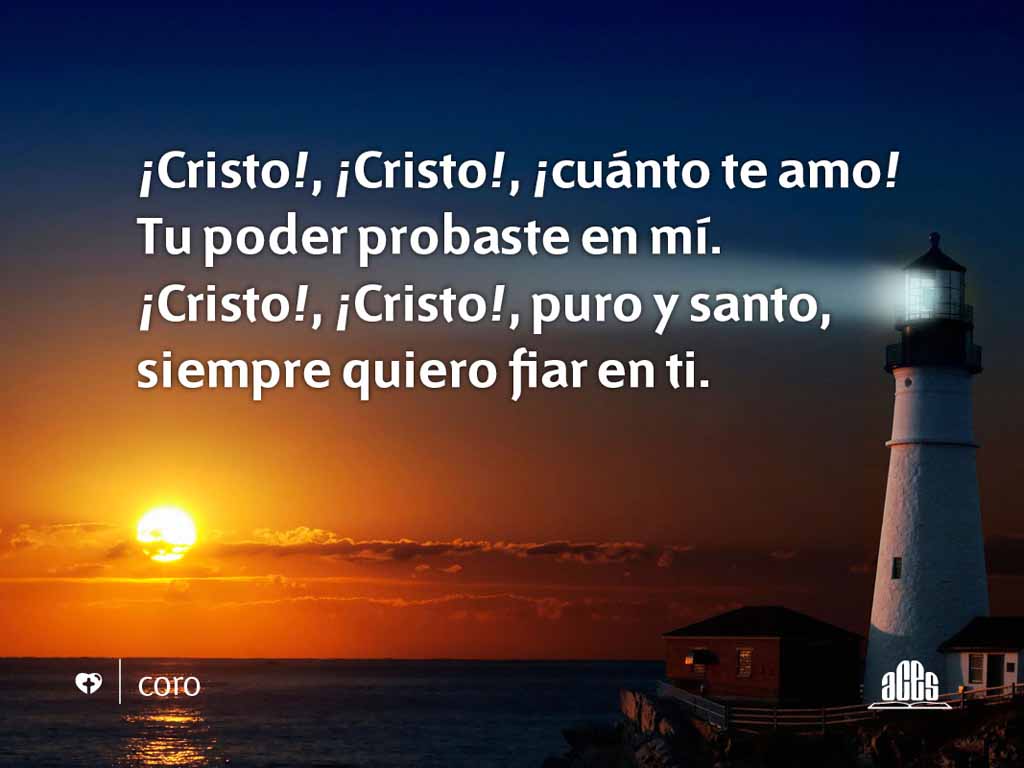 ¡Cristo!, ¡Cristo!, ¡cuánto te amo!
Tu poder probaste en mí.
¡Cristo!, ¡Cristo!, puro y santo,
siempre quiero fiar en ti.
coro
aces